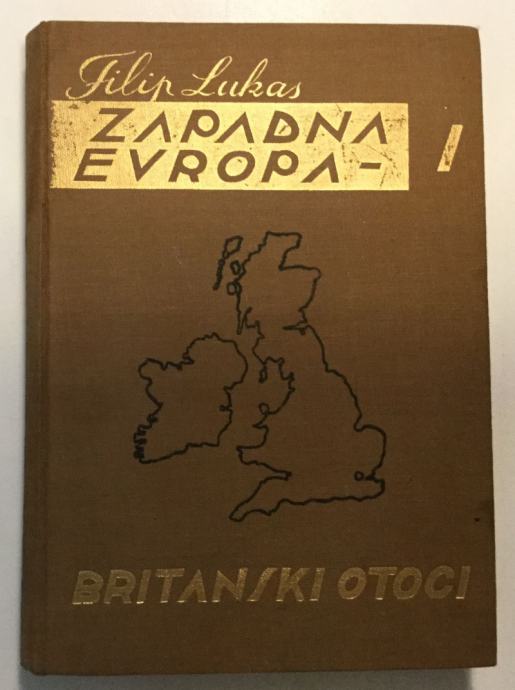 Filip Lukas
ZAPADNA I
EVROPA-
BRITANSKI OTOCI